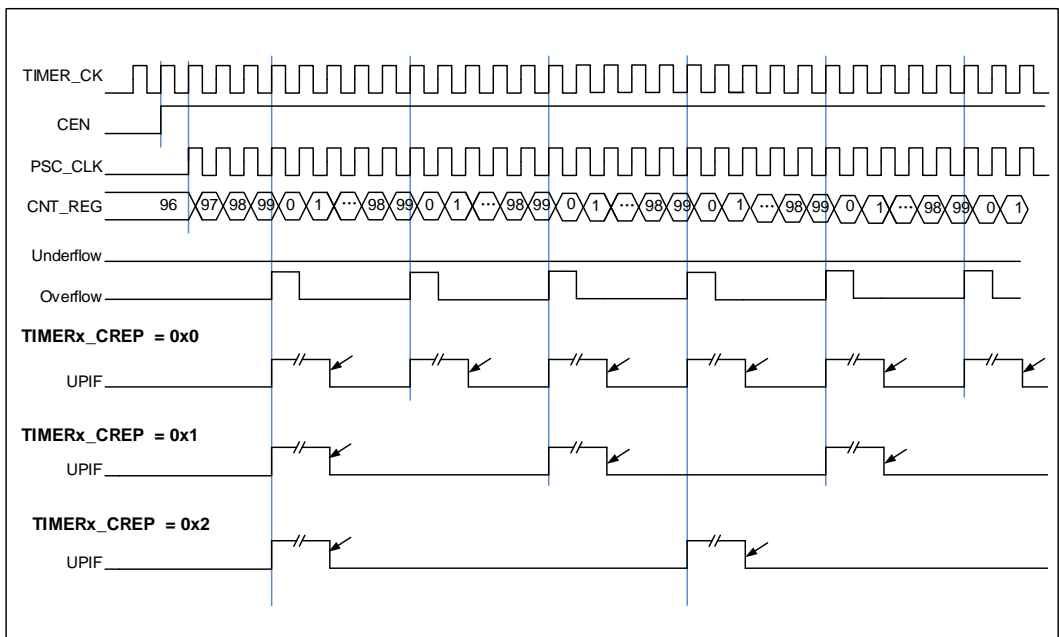 TIMER_CK
CEN
PSC_CLK
CNT_REG 96 97 98 99 0 1 ... 98 99 0 1 ... 98 99 0 1 ... 98 99 0 1 ... 98 99 0 1 ... 98 99 0 1
Underflow
Overflow
TIMERx_CREP = 0x0
UPIF
TIMERx_CREP = 0x1
UPIF
TIMERx_CREP = 0x2
UPIF